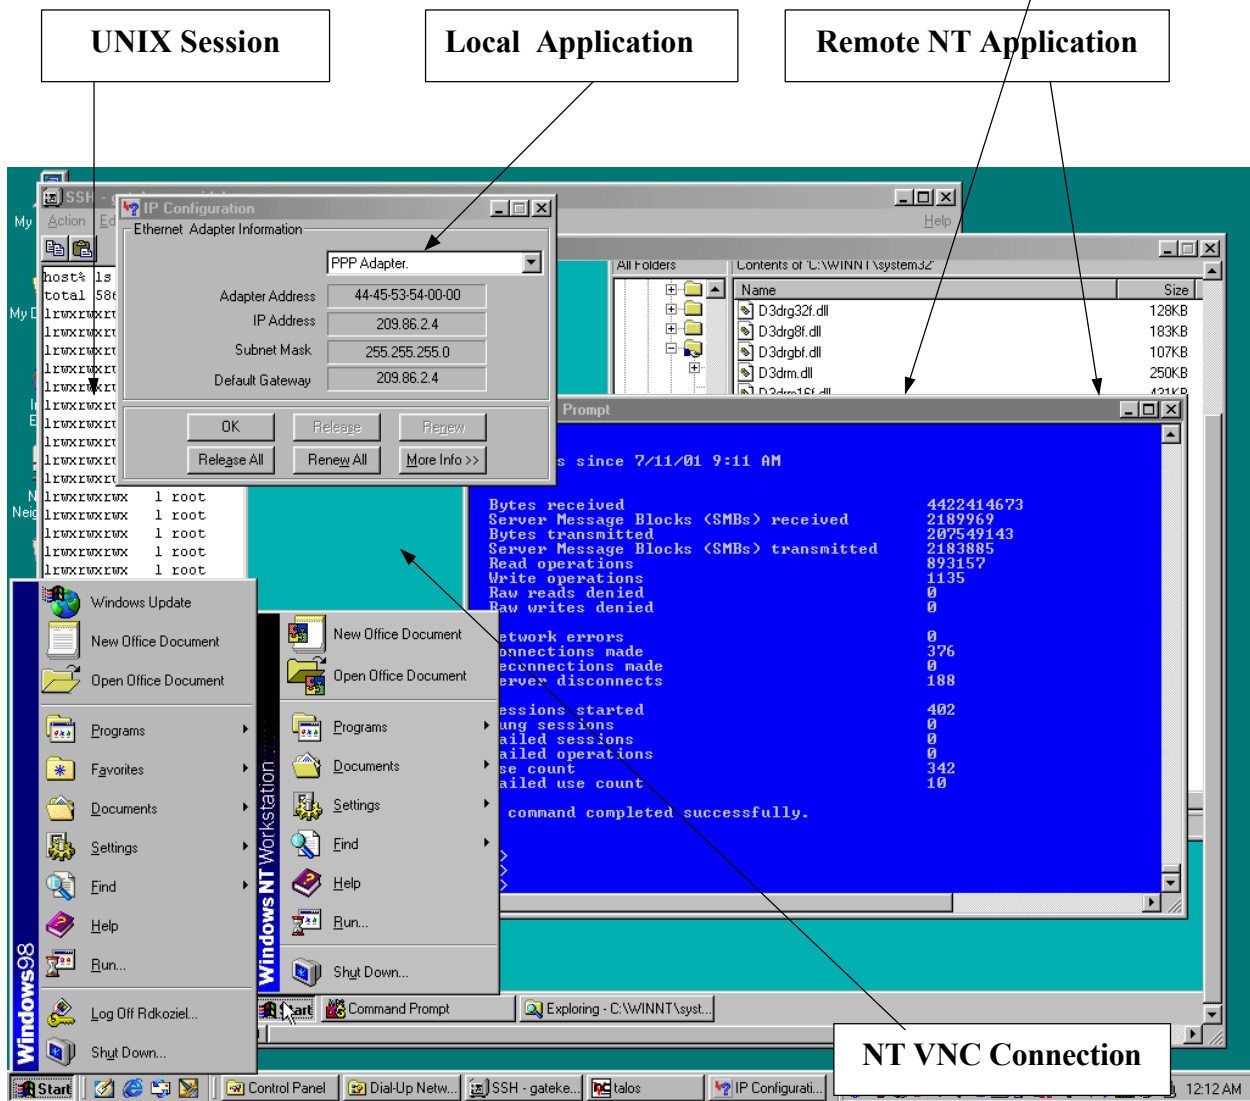 UNIX Session
Local Application
Remote NT Application
My
SSH - g
Action Ed
Help
IP Configuration
Ethernet Adapter Information
PPP Adapter.
Adapter Address 44-45-53-54-00-00
IP Address 209.86.2.4
Subnet Mask 255.255.255.0
Default Gateway 209.86.2.4
OK Release Renew
Release All Renew All More Info >>
host% ls
total 586
lrwxrwxrwx 1 root
lrwxrwxrwx 1 root
lrwxrwxrwx 1 root
lrwxrwxrwx 1 root
lrwxrwxrwx 1 root
All Folders
Contents of 'C:\WINNT\system32'
Name Size
D3drg32f.dll 128KB
D3drg8f.dll 183KB
D3drgbf.dll 107KB
D3drm.dll 250KB
D3drm16f.dll 431KB
Prompt
s since 7/11/01 9:11 AM
Bytes received 4422414673
Server Message Blocks (SMBs) received 2189969
Bytes transmitted 207549143
Server Message Blocks (SMBs) transmitted 2183885
Read operations 893157
Write operations 1135
Raw reads denied 0
Raw writes denied 0
etwork errors 0
onnections made 376
econnections made 0
erver disconnects 188
essions started 402
ung sessions 0
ailed sessions 0
ailed operations 0
se count 342
ailed use count 10
command completed successfully.
>
>
>
Windows98
Windows Update
New Office Document
Open Office Document
Programs
Favorites
Documents
Settings
Find
Help
Run...
Log Off Rdkoziel...
Shut Down...
Windows NT Workstation
New Office Document
Open Office Document
Programs
Documents
Settings
Find
Help
Run...
Shut Down...
Start Command Prompt Exploring - C:\WINNT\syst...
NT VNC Connection
Start Control Panel Dial-Up Netw... SSH - gateke... talos IP Configurati... 12:12 AM